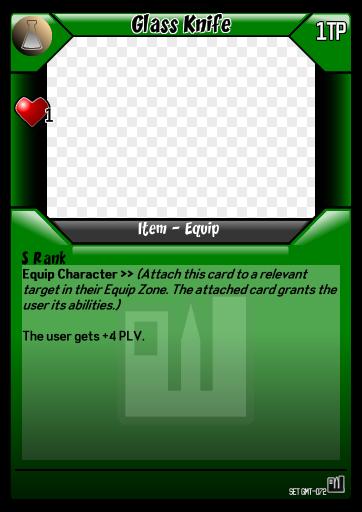 Glass Knife
1TP
1
Item - Equip
S Rank
Equip Character >> (Attach this card to a relevant
target in their Equip Zone. The attached card grants the
user its abilities.)
The user gets +4 PLV.
SET GMT-072